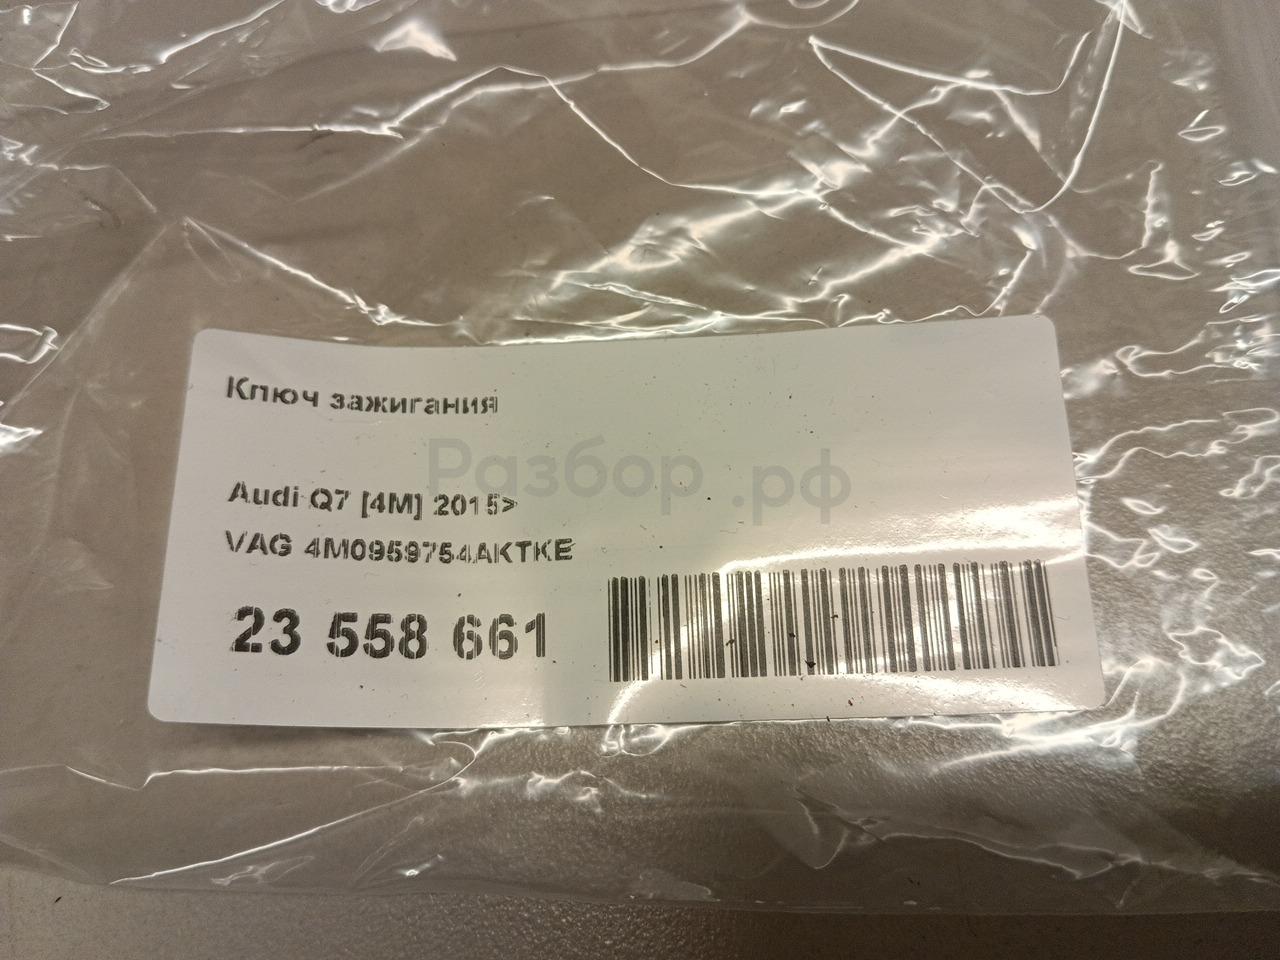 Ключ зажигания
Разбор.рф
Audi Q7 [4M] 2015>
VAG 4M0959754AKTKE
23 558 661